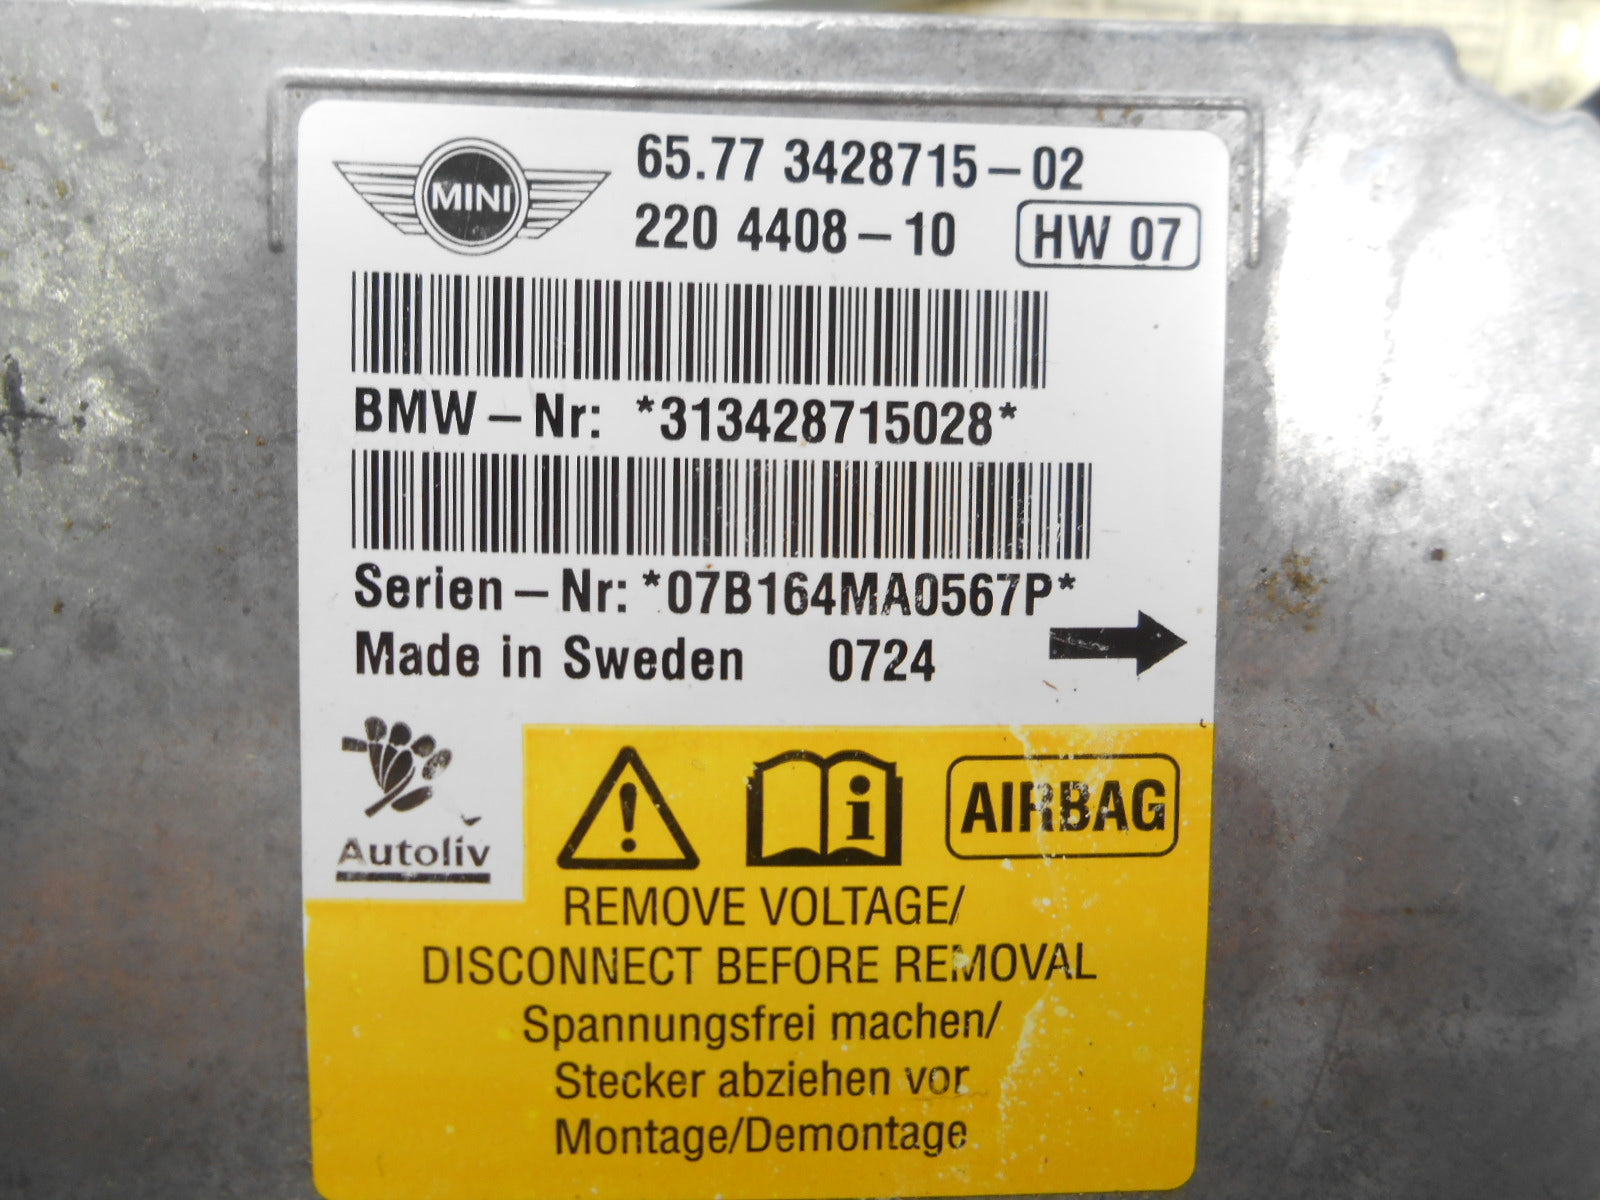 MINI
65.77 3428715-02
220 4408-10 HW 07
BMW-Nr: *313428715028*
Serien-Nr: *07B164MA0567P*
Made in Sweden 0724
Autoliv
AIRBAG
REMOVE VOLTAGE/
DISCONNECT BEFORE REMOVAL
Spannungsfrei machen/
Stecker abziehen vor
Montage/Demontage